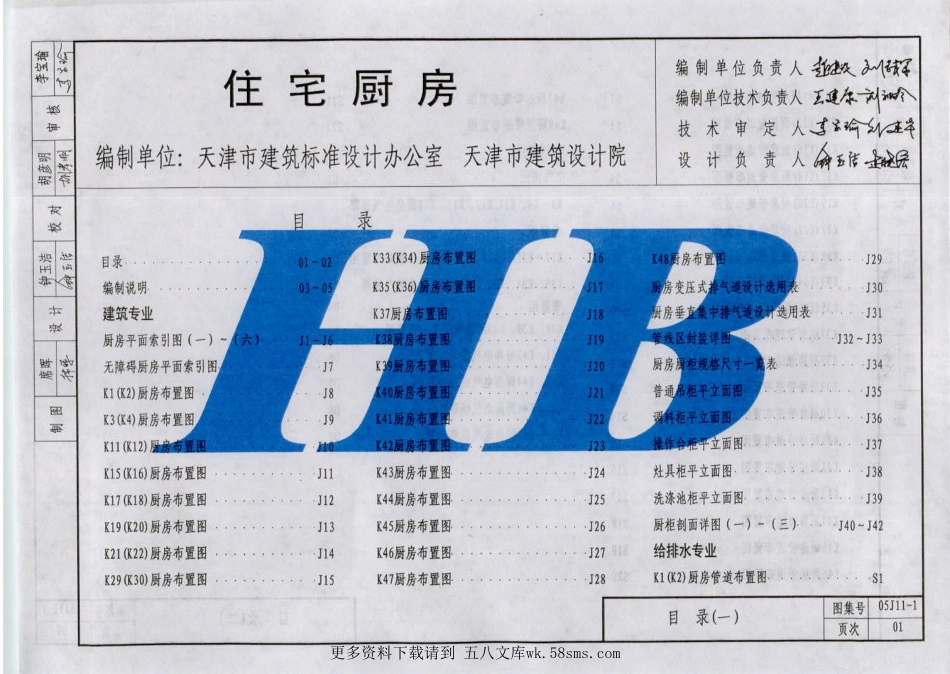 住宅厨房
编制单位：天津市建筑标准设计办公室 天津市建筑设计院
编制单位负责人
编制单位技术负责人
技术审定人
设计负责人
李宝瑜
审核
胡彦明
校对
钟玉洁
设计
席晖
制图
目 录
目录 01-02
编制说明 03-05
建筑专业
厨房平面索引图(一)~(六) J1~J6
无障碍厨房平面索引图 J7
K1(K2)厨房布置图 J8
K3(K4)厨房布置图 J9
K11(K12)厨房布置图 J10
K15(K16)厨房布置图 J11
K17(K18)厨房布置图 J12
K19(K20)厨房布置图 J13
K21(K22)厨房布置图 J14
K29(K30)厨房布置图 J15
K33(K34)厨房布置图 J16
K35(K36)厨房布置图 J17
K37厨房布置图 J18
K38厨房布置图 J19
K39厨房布置图 J20
K40厨房布置图 J21
K41厨房布置图 J22
K42厨房布置图 J23
K43厨房布置图 J24
K44厨房布置图 J25
K45厨房布置图 J26
K46厨房布置图 J27
K47厨房布置图 J28
K48厨房布置图 J29
厨房变压式排气道设计选用表 J30
厨房垂直集中排气道设计选用表 J31
管线区封装详图 J32~J33
厨房厨柜规格尺寸一览表 J34
普通吊柜平立面图 J35
调料柜平立面图 J36
操作台柜平立面图 J37
灶具柜平立面图 J38
洗涤池柜平立面图 J39
厨柜剖面详图(一)-(三) J40~J42
给排水专业
K1(K2)厨房管道布置图 S1
HB
目 录(一)
图集号 05J11-1
页次 01
更多资料下载请到 五八文库wk.58sms.com